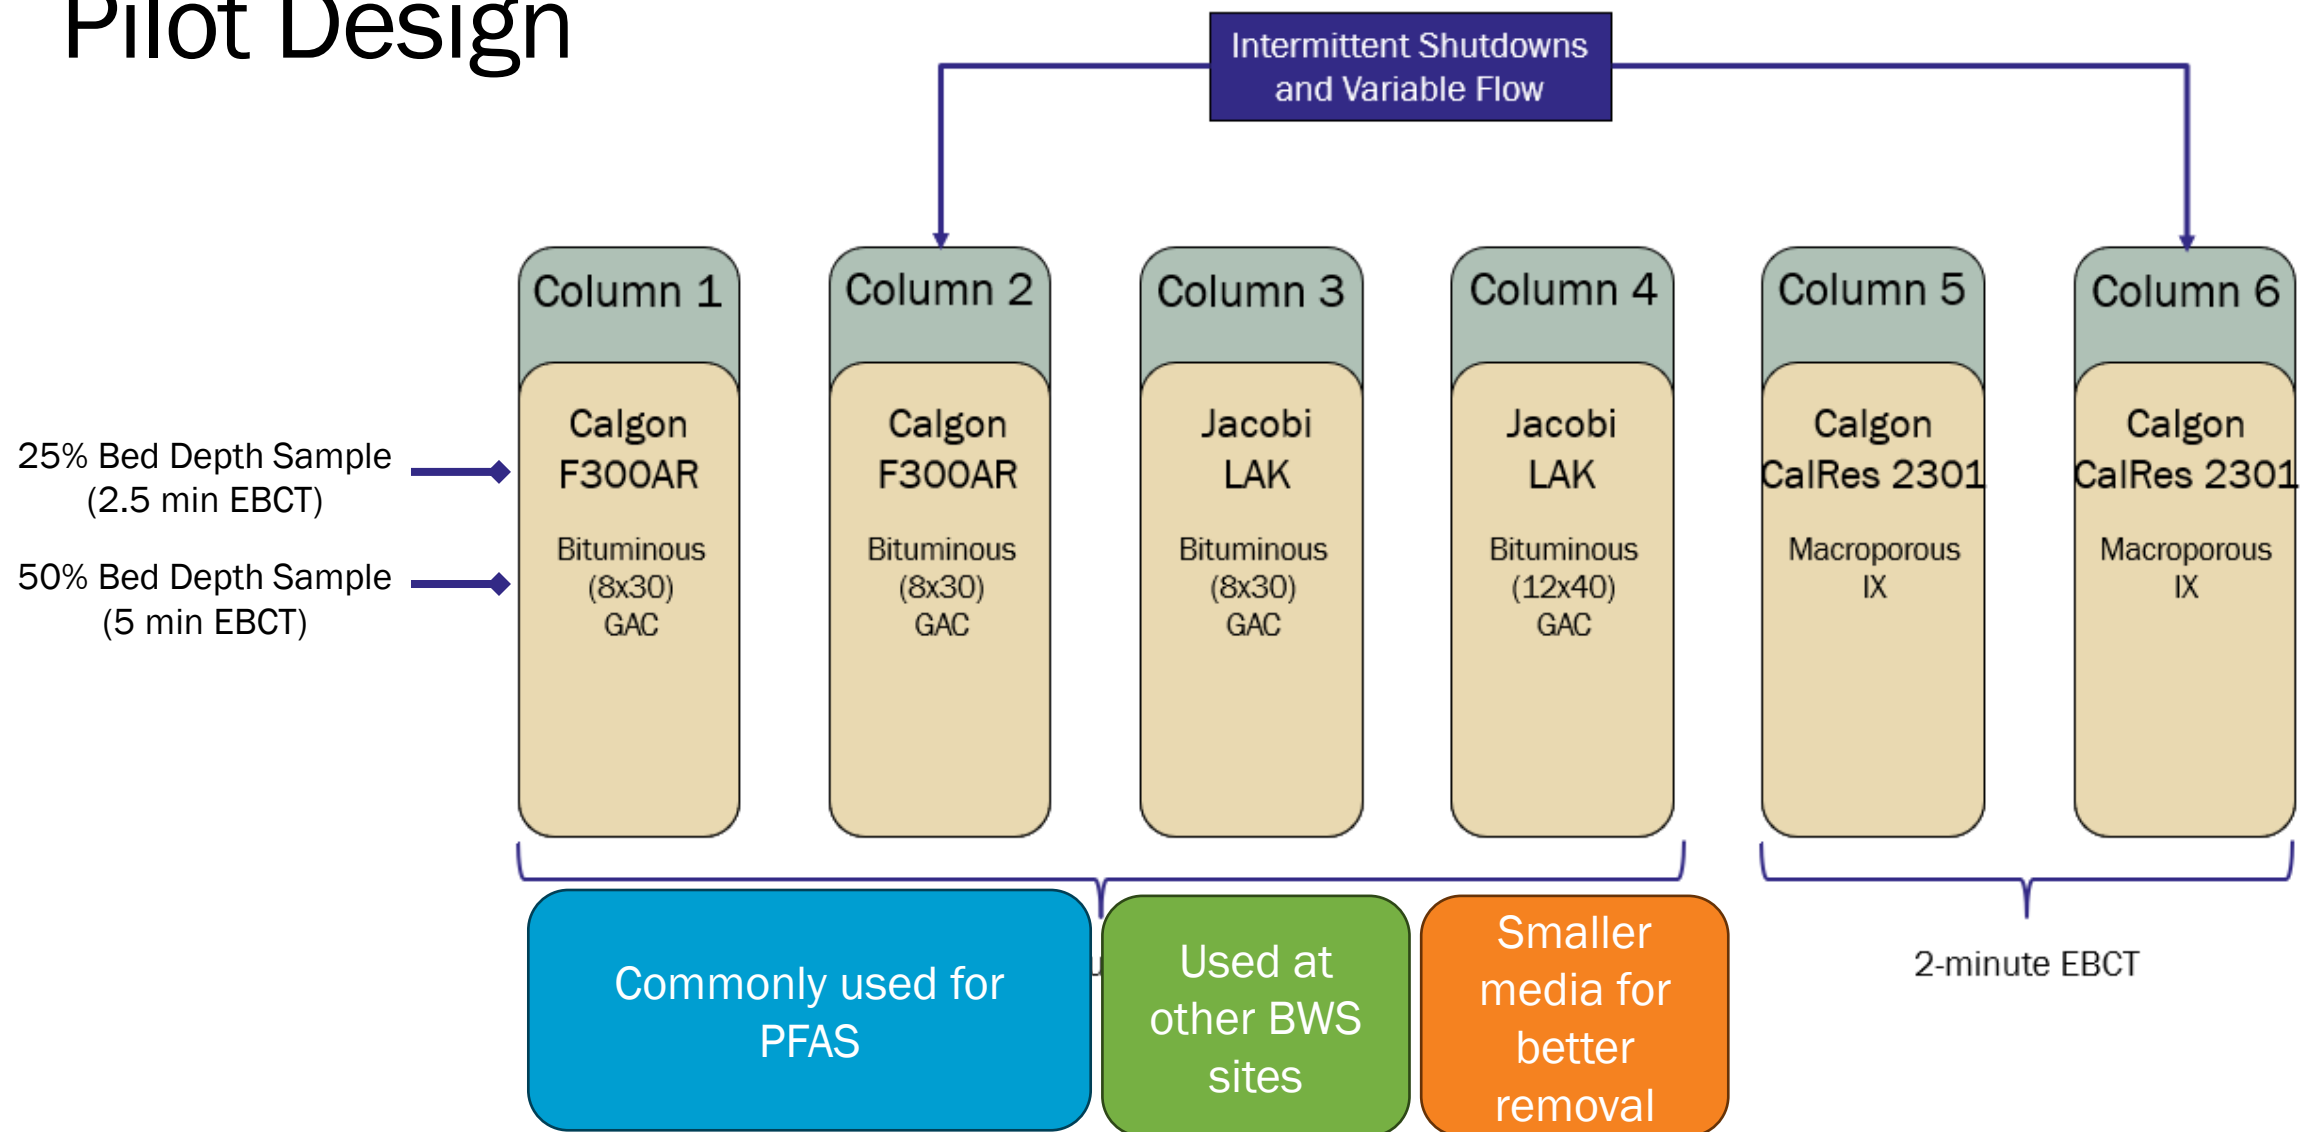 Pilot Design
Intermittent Shutdowns
and Variable Flow
Column 1
Column 2
Column 3
Column 4
Column 5
Column 6
25% Bed Depth Sample
(2.5 min EBCT)
50% Bed Depth Sample
(5 min EBCT)
Calgon
F300AR
Bituminous
(8x30)
GAC
Calgon
F300AR
Bituminous
(8x30)
GAC
Jacobi
LAK
Bituminous
(8x30)
GAC
Jacobi
LAK
Bituminous
(12x40)
GAC
Calgon
CalRes 2301
Macroporous
IX
Calgon
CalRes 2301
Macroporous
IX
Commonly used for
PFAS
Used at
other BWS
sites
Smaller
media for
better
removal
2-minute EBCT